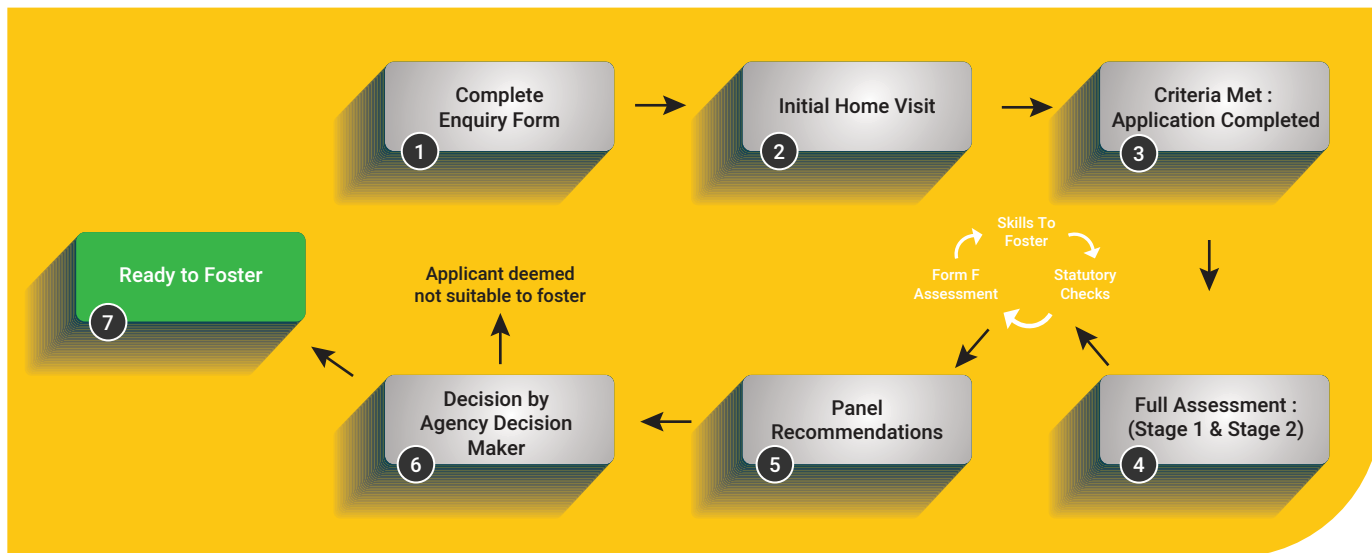 Complete
Enquiry Form
1
Initial Home Visit
2
Criteria Met :
Application Completed
3
Skills To
Foster
Statutory
Checks
Form F
Assessment
Full Assessment :
(Stage 1 & Stage 2)
4
Panel
Recommendations
5
Decision by
Agency Decision
Maker
6
Applicant deemed
not suitable to foster
Ready to Foster
7